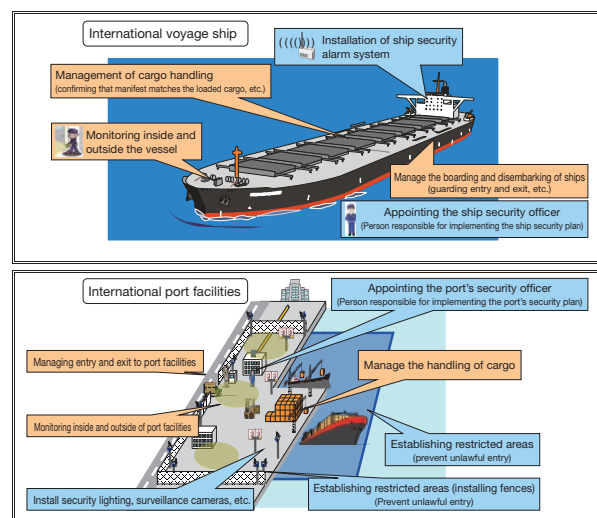 International voyage ship
Installation of ship security
alarm system
Management of cargo handling
(confirming that manifest matches the loaded cargo, etc.)
Monitoring inside and
outside the vessel
Manage the boarding and disembarking of ships
(guarding entry and exit, etc.)
Appointing the ship security officer
(Person responsible for implementing the ship security plan)
International port facilities
Appointing the port's security officer
(Person responsible for implementing the port's security plan)
Managing entry and exit to port facilities
Manage the handling of cargo
Monitoring inside and outside of port facilities
Establishing restricted areas
(prevent unlawful entry)
Install security lighting, surveillance cameras, etc.
Establishing restricted areas (installing fences)
(Prevent unlawful entry)